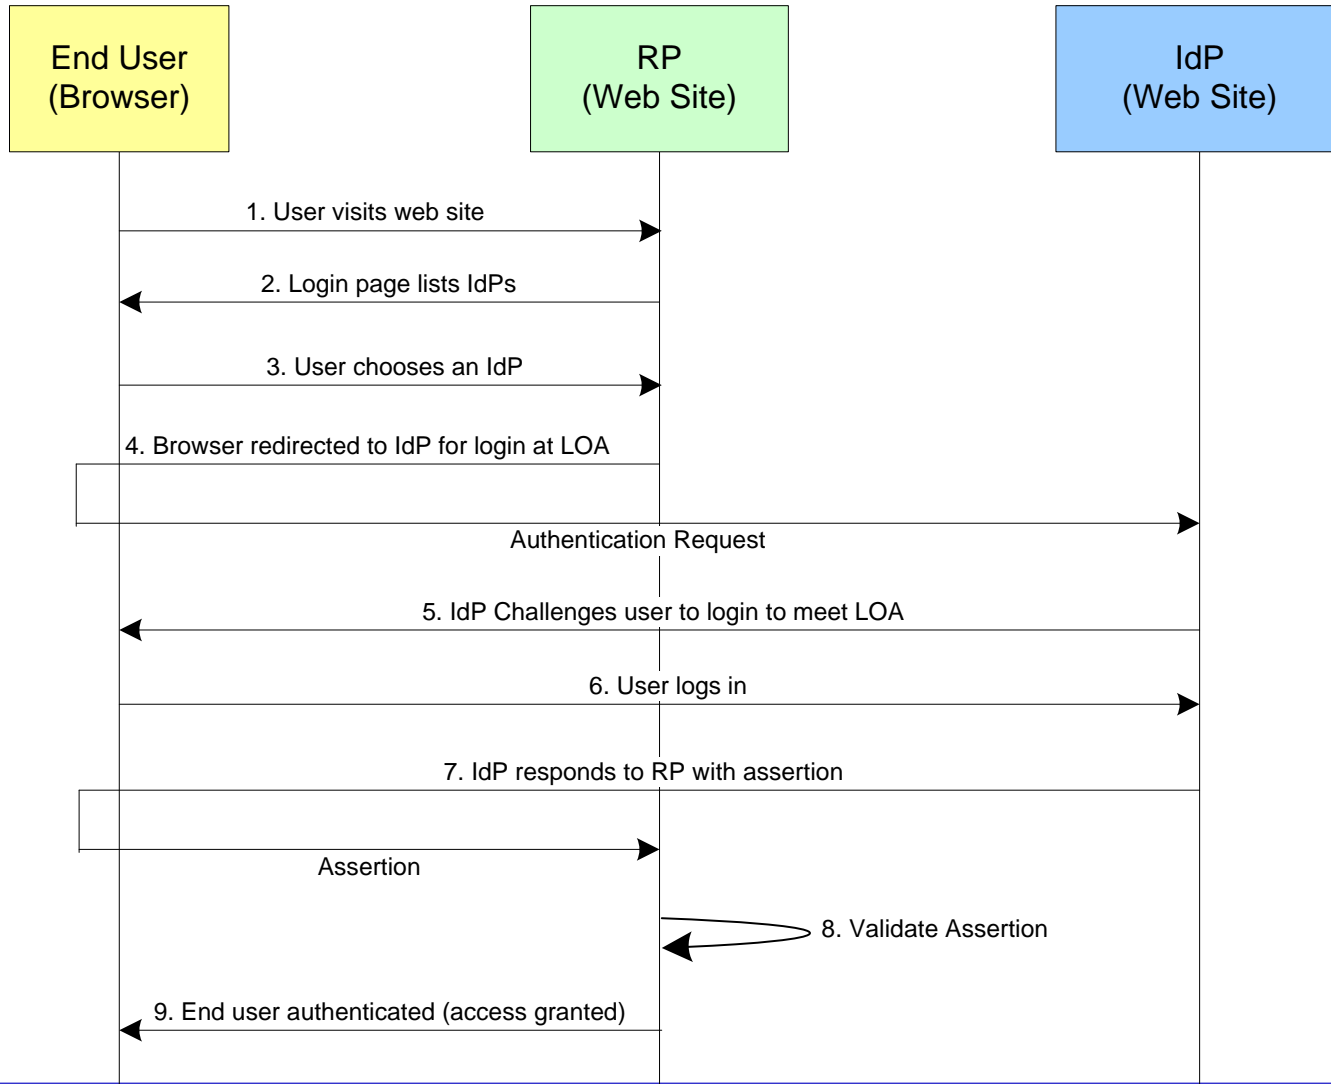 End User
(Browser)
RP
(Web Site)
IdP
(Web Site)
1. User visits web site
2. Login page lists IdPs
3. User chooses an IdP
4. Browser redirected to IdP for login at LOA
Authentication Request
5. IdP Challenges user to login to meet LOA
6. User logs in
7. IdP responds to RP with assertion
Assertion
8. Validate Assertion
9. End user authenticated (access granted)